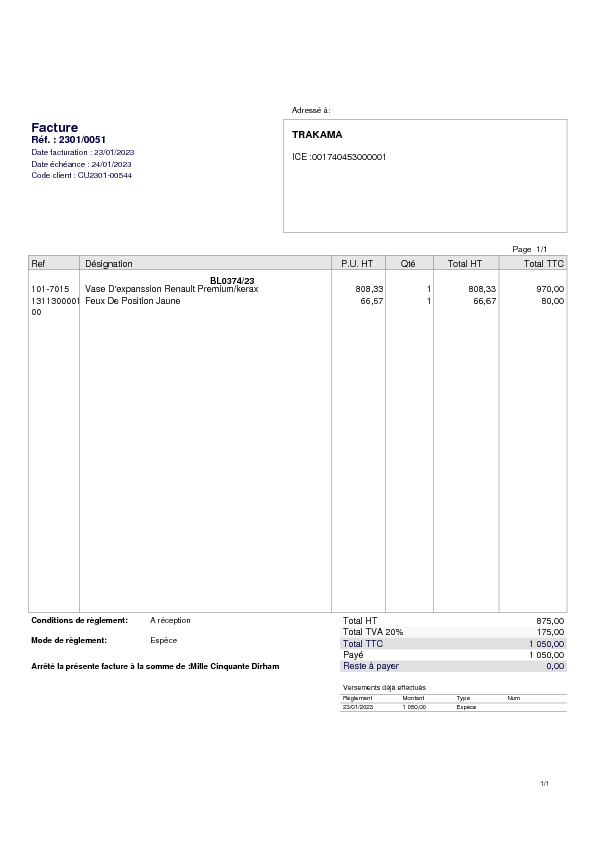 Adressé à:
Facture
Réf. : 2301/0051
Date facturation : 23/01/2023
Date échéance : 24/01/2023
Code client : CU2301-00544
TRAKAMA
ICE :001740453000001
Page 1/1
Ref Désignation P.U. HT Qté Total HT Total TTC
BL0374/23
101-7015 Vase D'expanssion Renault Premium/kerax 808,33 1 808,33 970,00
1311300001 Feux De Position Jaune 66,67 1 66,67 80,00
00
Conditions de règlement: A réception
Mode de règlement: Espèce
Arrêté la présente facture à la somme de :Mille Cinquante Dirham
Total HT 875,00
Total TVA 20% 175,00
Total TTC 1 050,00
Payé 1 050,00
Reste à payer 0,00
Versements déjà effectués
Règlement Montant Type Num
23/01/2023 1 050,00 Espèce
1/1